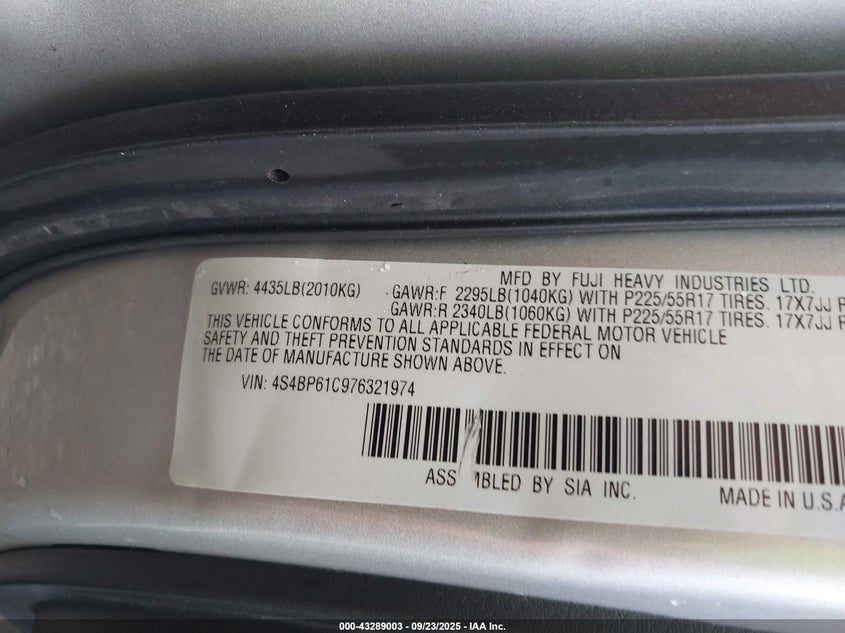 MFD BY FUJI HEAVY INDUSTRIES LTD.
GVWR: 4435LB(2010KG) GAWR:F 2295LB(1040KG) WITH P225/55R17 TIRES. 17X7JJ R
GAWR:R 2340LB(1060KG) WITH P225/55R17 TIRES. 17X7JJ R
THIS VEHICLE CONFORMS TO ALL APPLICABLE FEDERAL MOTOR VEHICLE
SAFETY AND THEFT PREVENTION STANDARDS IN EFFECT ON
THE DATE OF MANUFACTURE SHOWN ABOVE.
VIN: 4S4BP61C976321974
ASS MBLED BY SIA INC.
MADE IN U.S.A
000-43289003 - 09/23/2025 - IAA Inc.